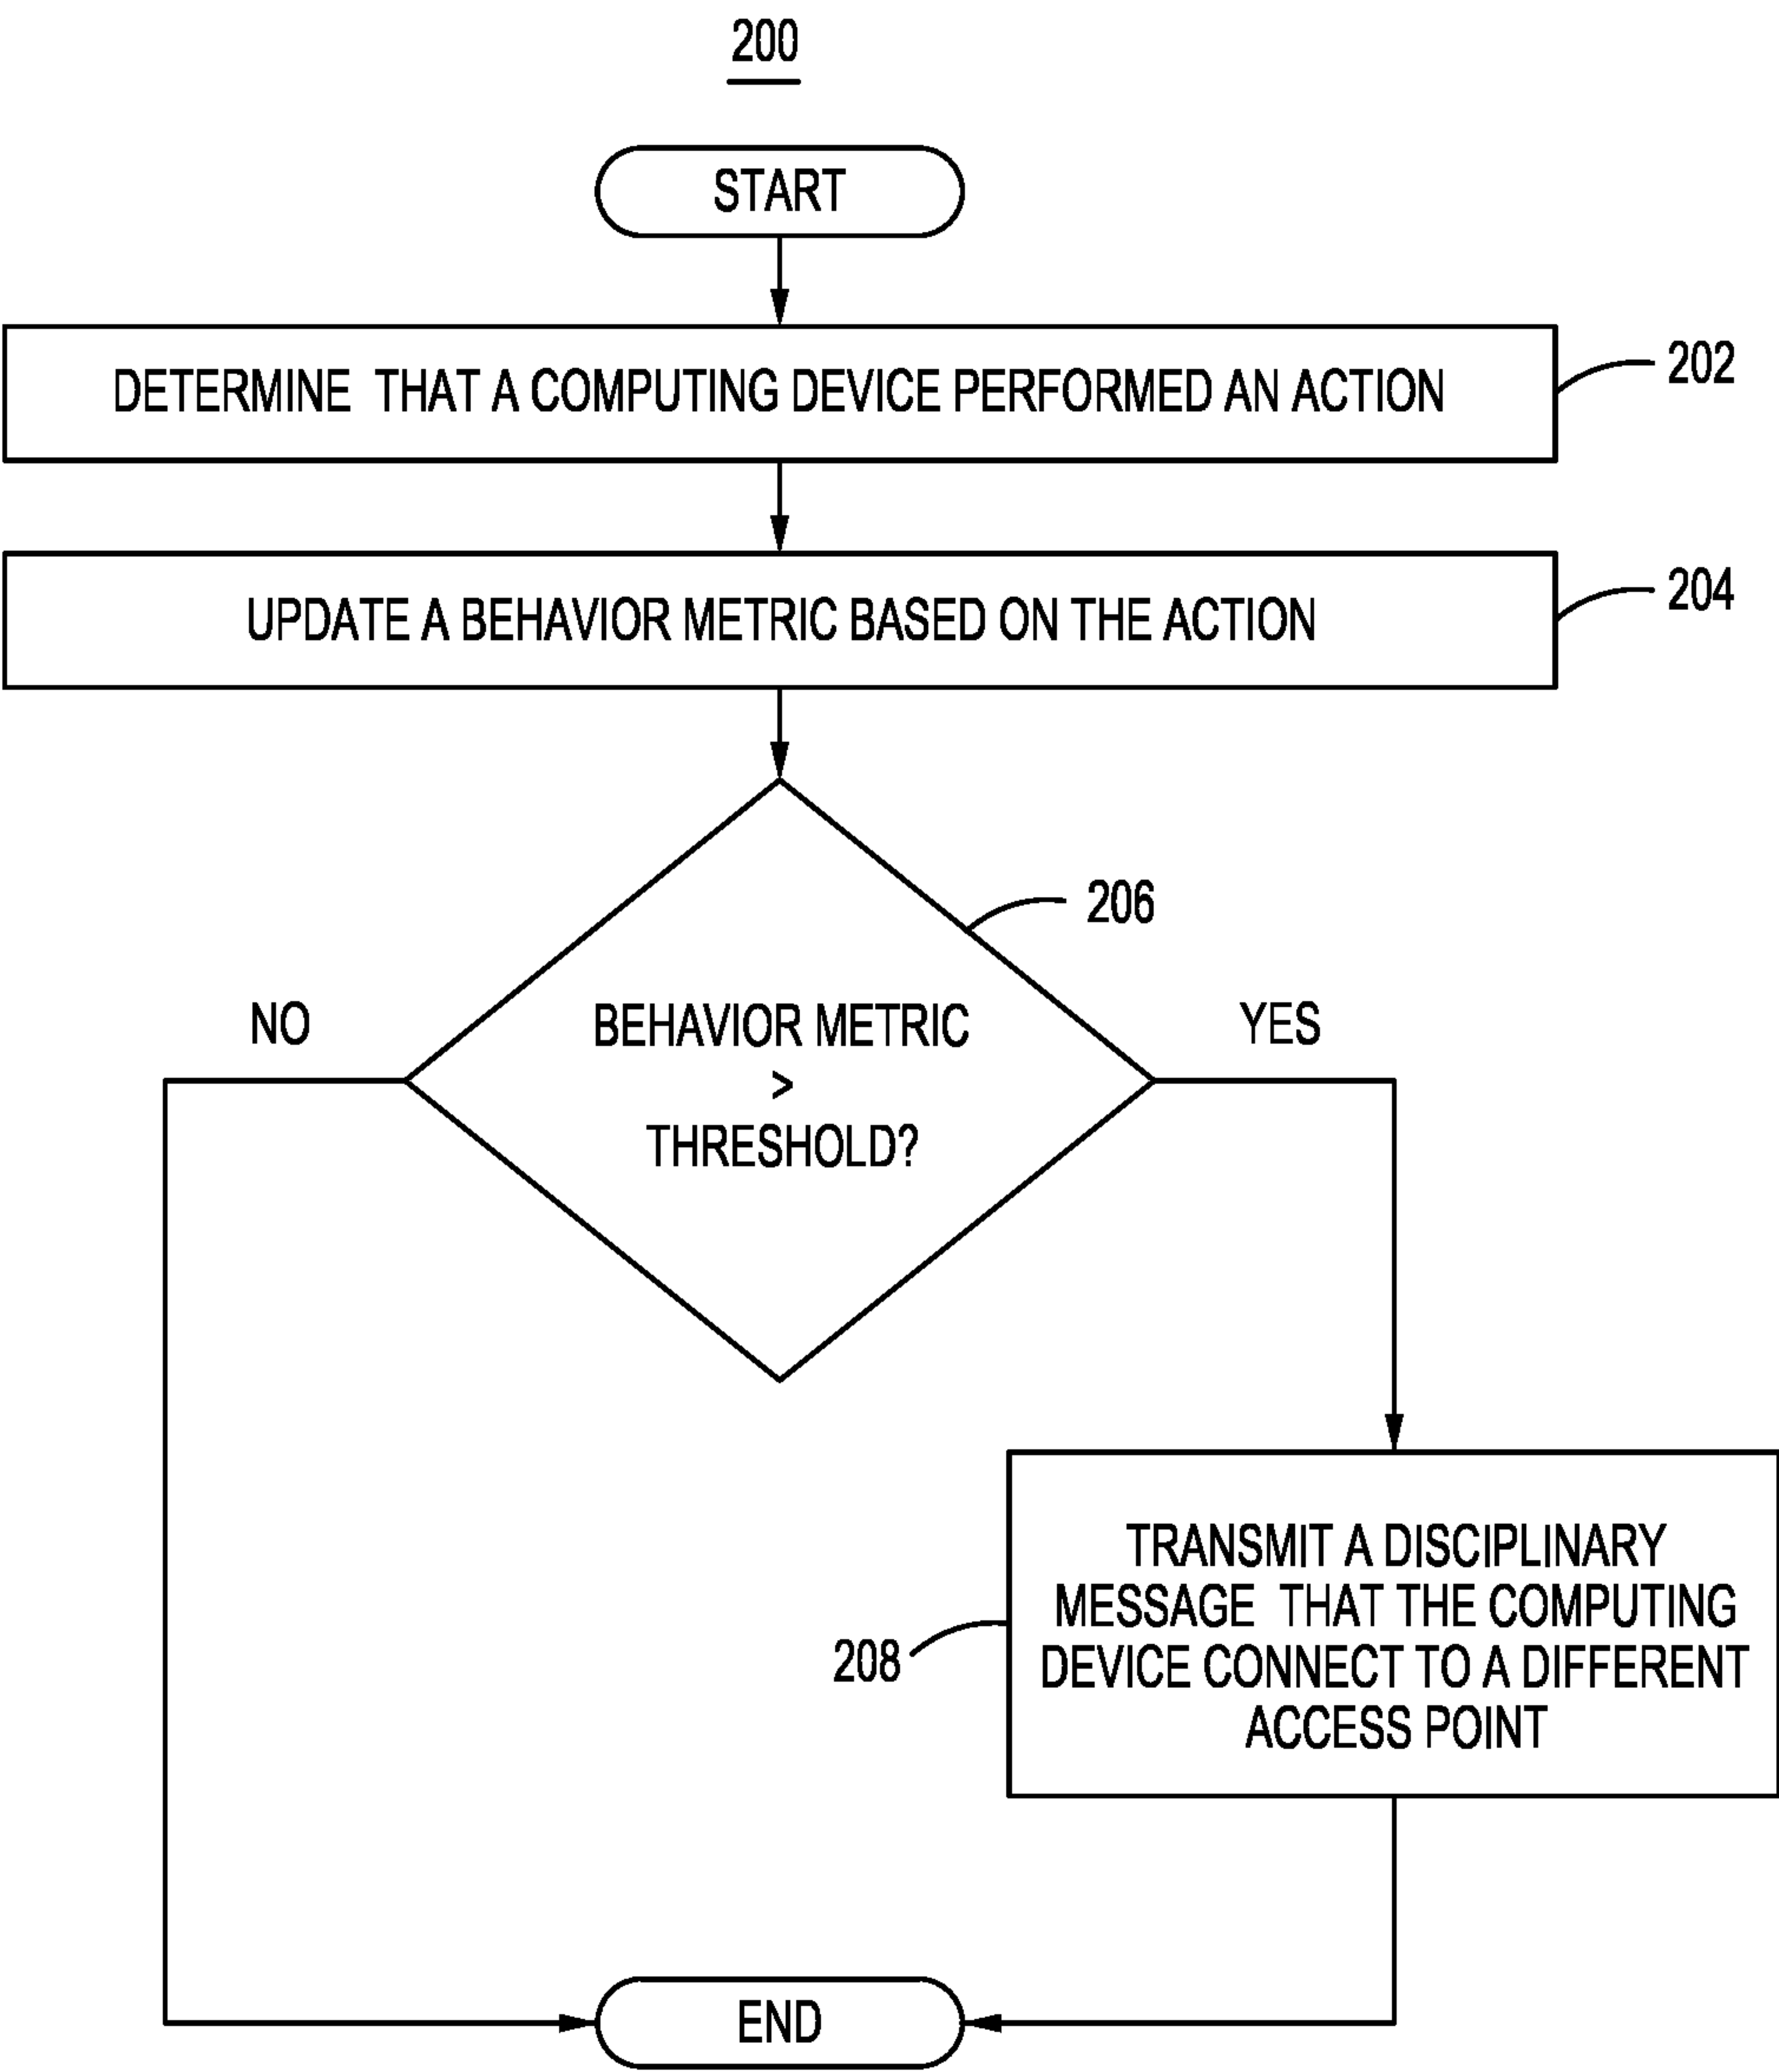 200
START
DETERMINE THAT A COMPUTING DEVICE PERFORMED AN ACTION
202
UPDATE A BEHAVIOR METRIC BASED ON THE ACTION
204
206
NO
BEHAVIOR METRIC
>
THRESHOLD?
YES
TRANSMIT A DISCIPLINARY
MESSAGE THAT THE COMPUTING
DEVICE CONNECT TO A DIFFERENT
ACCESS POINT
208
END